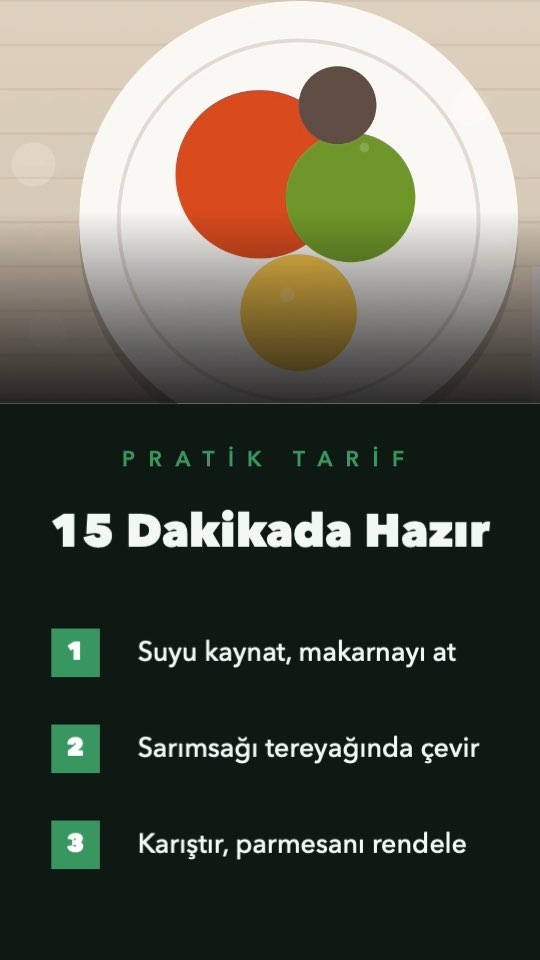 PRATİK TARİF
15 Dakikada Hazır
1 Suyu kaynat, makarnayı at
2 Sarımsağı tereyağında çevir
3 Karıştır, parmesanı rendele